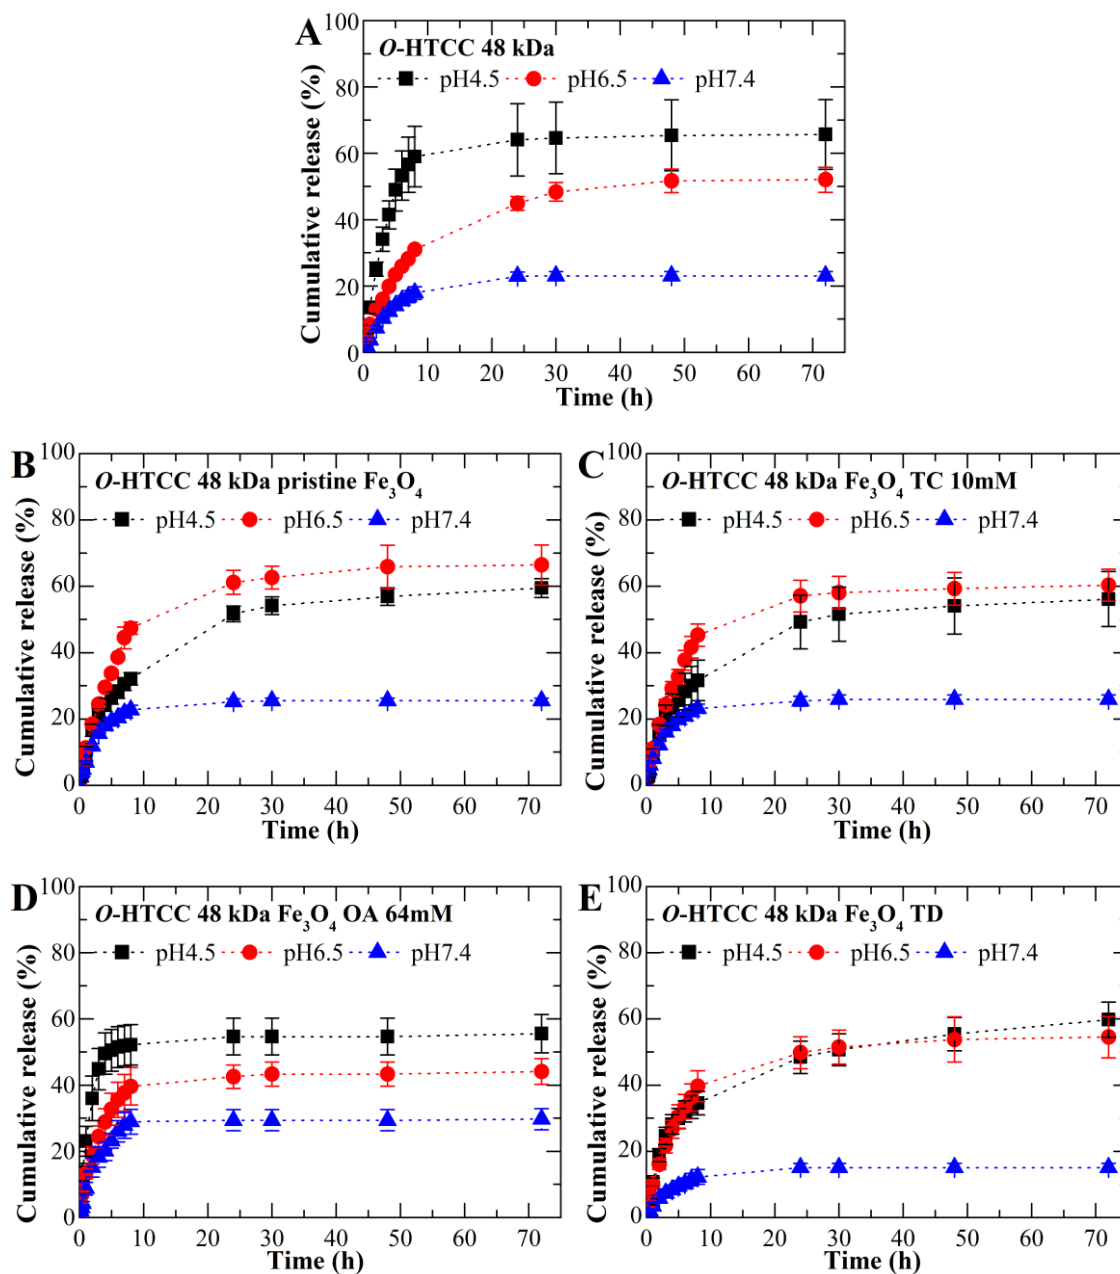 A
O-HTCC 48 kDa
pH4.5 pH6.5 pH7.4
Cumulative release (%)
100
80
60
40
20
0
0 10 20 30 40 50 60 70
Time (h)
B
O-HTCC 48 kDa pristine Fe₃O₄
pH4.5 pH6.5 pH7.4
Cumulative release (%)
100
80
60
40
20
0
0 10 20 30 40 50 60 70
Time (h)
C
O-HTCC 48 kDa Fe₃O₄ TC 10mM
pH4.5 pH6.5 pH7.4
Cumulative release (%)
100
80
60
40
20
0
0 10 20 30 40 50 60 70
Time (h)
D
O-HTCC 48 kDa Fe₃O₄ OA 64mM
pH4.5 pH6.5 pH7.4
Cumulative release (%)
100
80
60
40
20
0
0 10 20 30 40 50 60 70
Time (h)
E
O-HTCC 48 kDa Fe₃O₄ TD
pH4.5 pH6.5 pH7.4
Cumulative release (%)
100
80
60
40
20
0
0 10 20 30 40 50 60 70
Time (h)